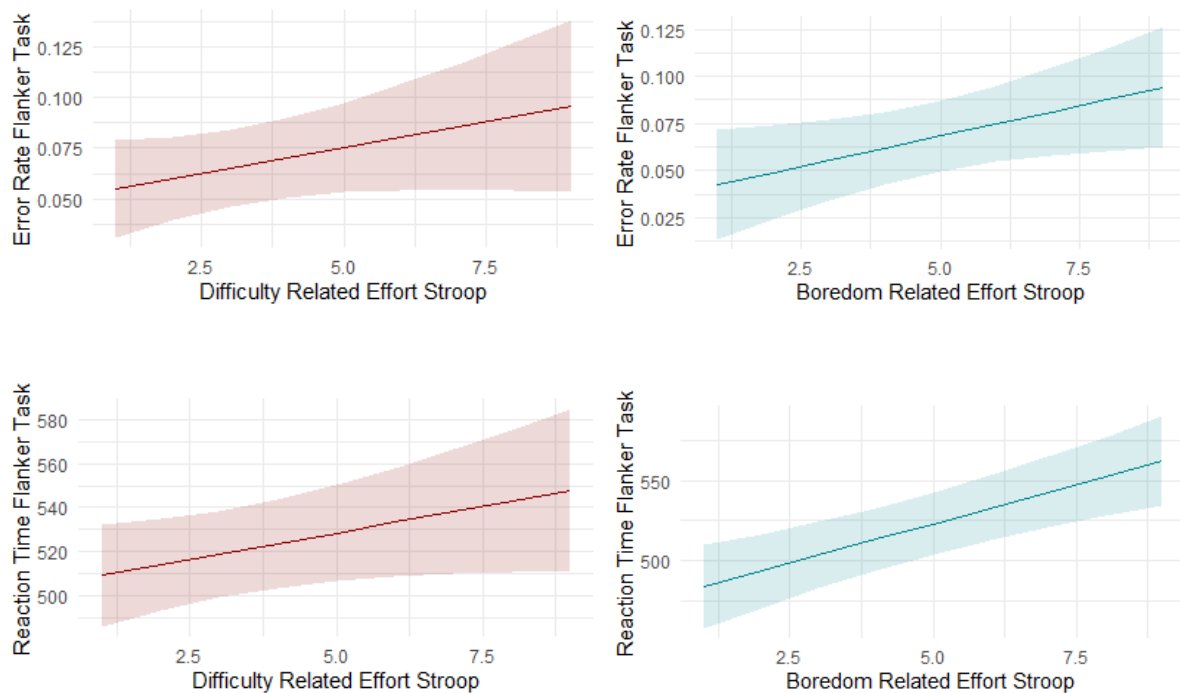 Error Rate Flanker Task
0.125
0.100
0.075
0.050
2.5 5.0 7.5
Difficulty Related Effort Stroop
Error Rate Flanker Task
0.125
0.100
0.075
0.050
0.025
2.5 5.0 7.5
Boredom Related Effort Stroop
Reaction Time Flanker Task
580
560
540
520
500
2.5 5.0 7.5
Difficulty Related Effort Stroop
Reaction Time Flanker Task
550
500
2.5 5.0 7.5
Boredom Related Effort Stroop